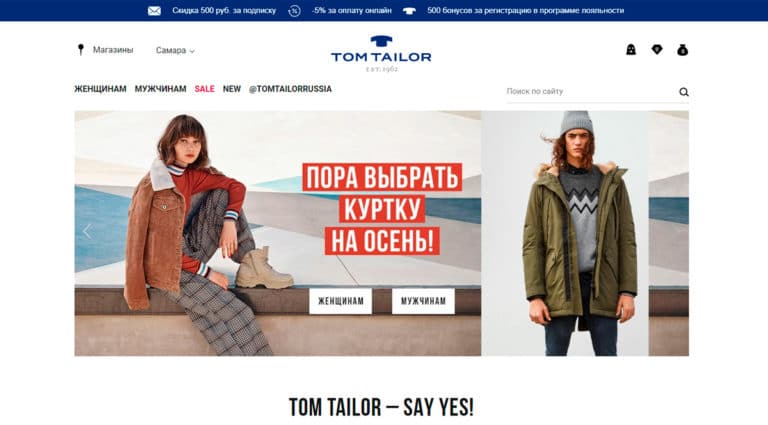 Скидка 500 руб. за подписку -5% за оплату онлайн 500 бонусов за регистрацию в программе лояльности
Магазины Самара
TOM TAILOR
EST. 1962
ЖЕНЩИНАМ МУЖЧИНАМ SALE NEW @TOMTAILORRUSSIA
Поиск по сайту
ПОРА ВЫБРАТЬ
КУРТКУ
НА ОСЕНЬ!
ЖЕНЩИНАМ МУЖЧИНАМ
TOM TAILOR – SAY YES!